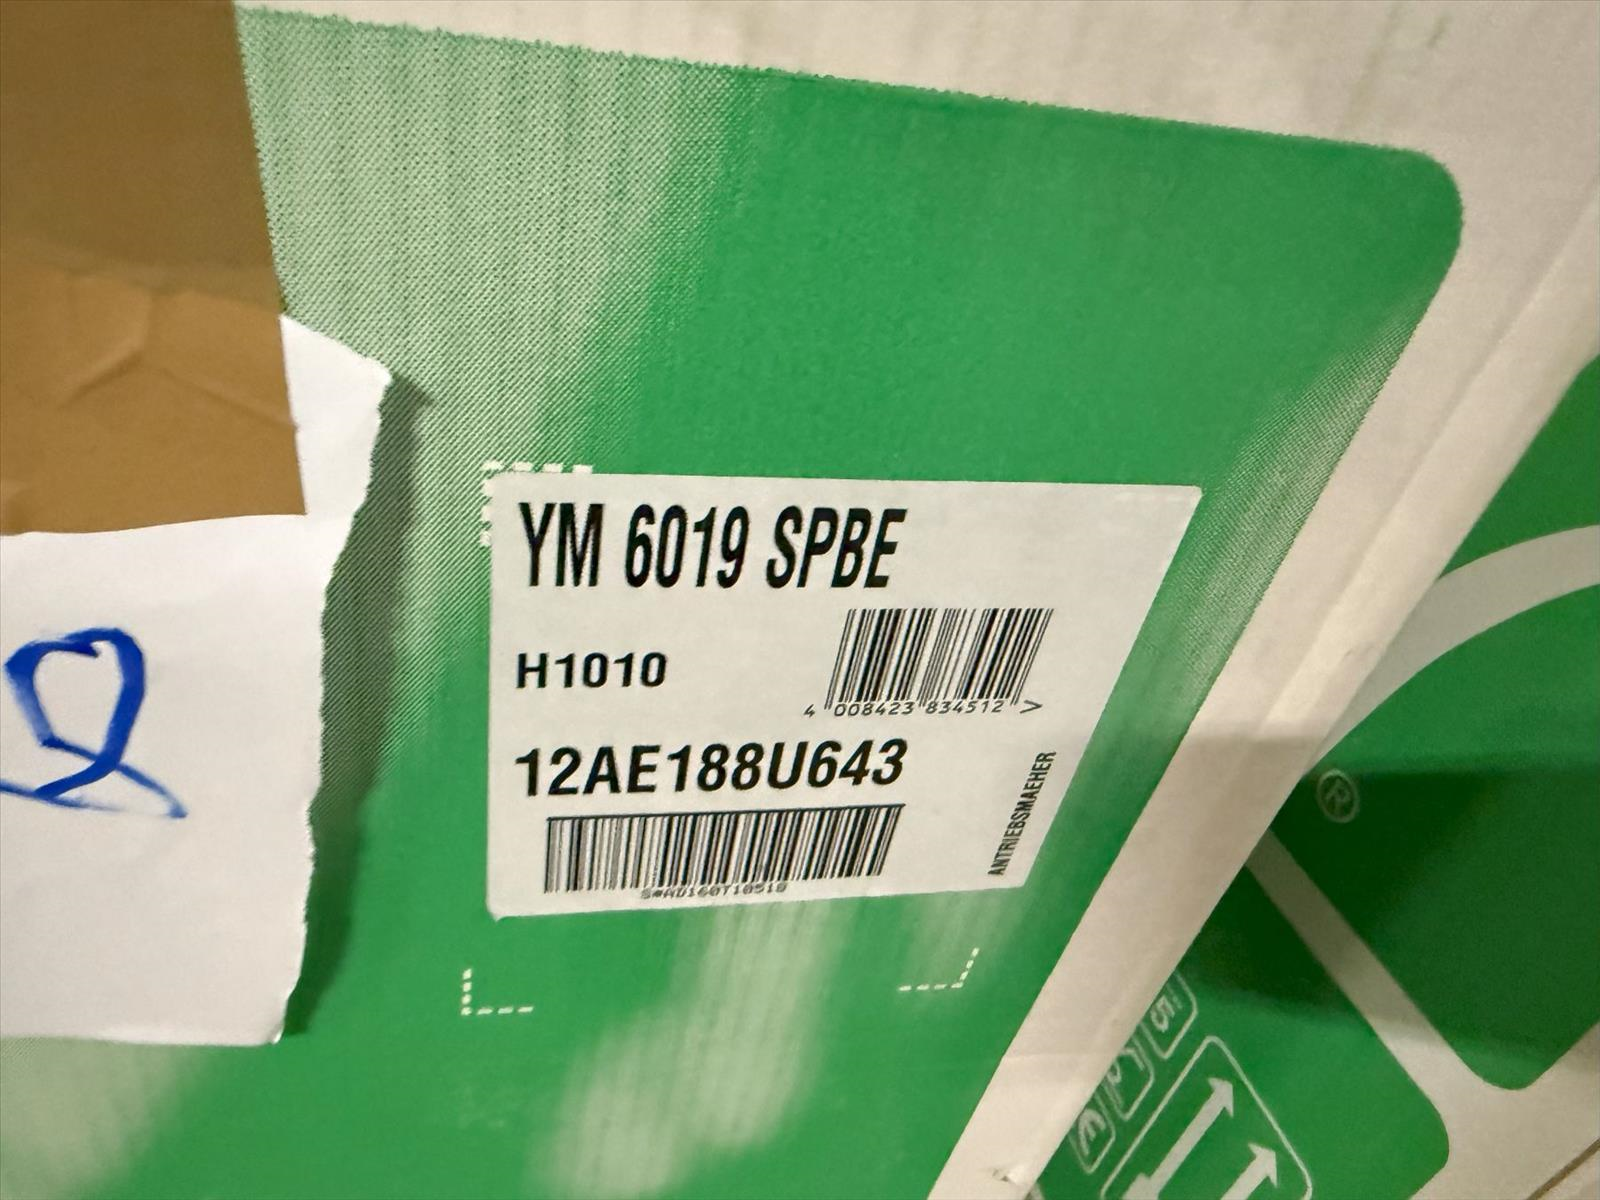 YM 6019 SPBE
H1010
4 008423 834512 >
12AE188U643
ANTRIEBSMAEHER
®